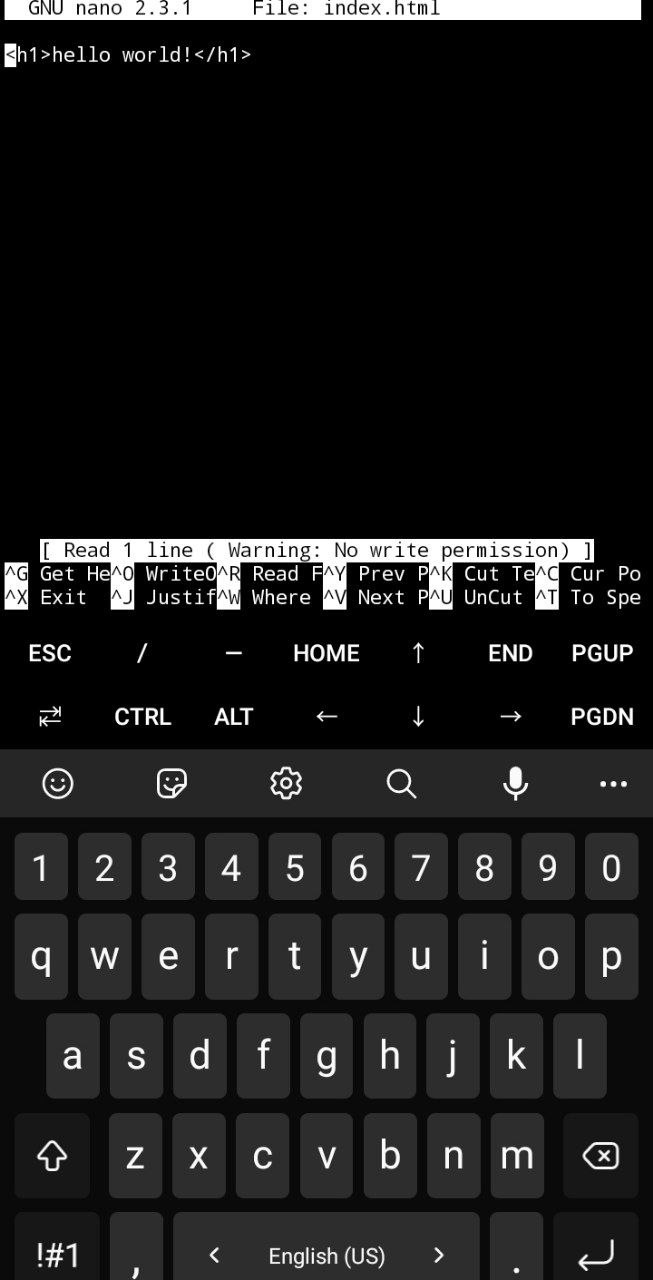 GNU nano 2.3.1 File: index.html
<h1>hello world!</h1>
[ Read 1 line ( Warning: No write permission) ]
^G Get He^O WriteO^R Read F^Y Prev P^K Cut Te^C Cur Po
^X Exit ^J Justif^W Where ^V Next P^U UnCut ^T To Spe
ESC / — HOME ↑ END PGUP
⇄ CTRL ALT ← ↓ → PGDN
1 2 3 4 5 6 7 8 9 0
q w e r t y u i o p
a s d f g h j k l
z x c v b n m
!#1 , < English (US) > .